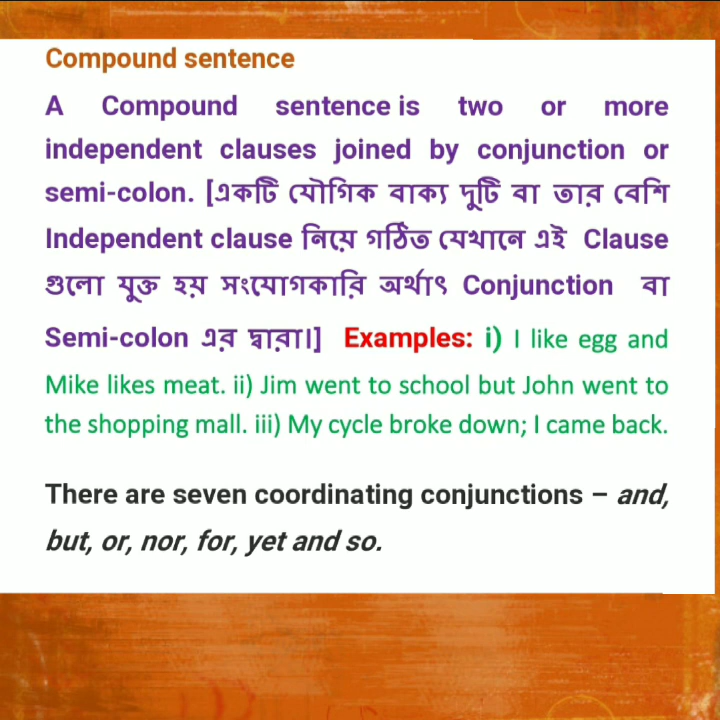 Compound sentence
A Compound sentence is two or more
independent clauses joined by conjunction or
semi-colon. [একটি যৌগিক বাক্য দুটি বা তার বেশি
Independent clause নিয়ে গঠিত যেখানে এই Clause
গুলো যুক্ত হয় সংযোগকারি অর্থাৎ Conjunction বা
Semi-colon এর দ্বারা।] Examples: i) I like egg and
Mike likes meat. ii) Jim went to school but John went to
the shopping mall. iii) My cycle broke down; I came back.
There are seven coordinating conjunctions – and,
but, or, nor, for, yet and so.